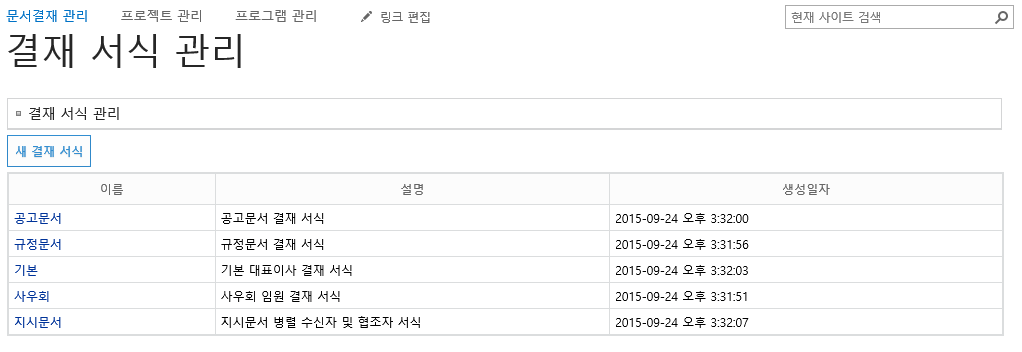 문서결재 관리 프로젝트 관리 프로그램 관리 링크 편집 현재 사이트 검색
결재 서식 관리
결재 서식 관리
새 결재 서식
이름 설명 생성일자
공고문서 공고문서 결재 서식 2015-09-24 오후 3:32:00
규정문서 규정문서 결재 서식 2015-09-24 오후 3:31:56
기본 기본 대표이사 결재 서식 2015-09-24 오후 3:32:03
사우회 사우회 임원 결재 서식 2015-09-24 오후 3:31:51
지시문서 지시문서 병렬 수신자 및 협조자 서식 2015-09-24 오후 3:32:07